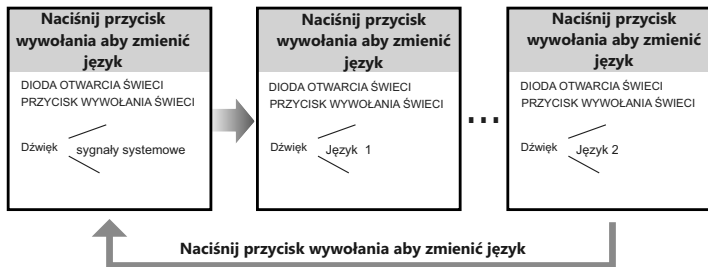 Naciśnij przycisk
wywołania aby zmienić
język
DIODA OTWARCIA ŚWIECI
PRZYCISK WYWOŁANIA ŚWIECI
Dźwięk sygnały systemowe
Naciśnij przycisk
wywołania aby zmienić
język
DIODA OTWARCIA ŚWIECI
PRZYCISK WYWOŁANIA ŚWIECI
Dźwięk Język 1
...
Naciśnij przycisk
wywołania aby zmienić
język
DIODA OTWARCIA ŚWIECI
PRZYCISK WYWOŁANIA ŚWIECI
Dźwięk Język 2
Naciśnij przycisk wywołania aby zmienić język